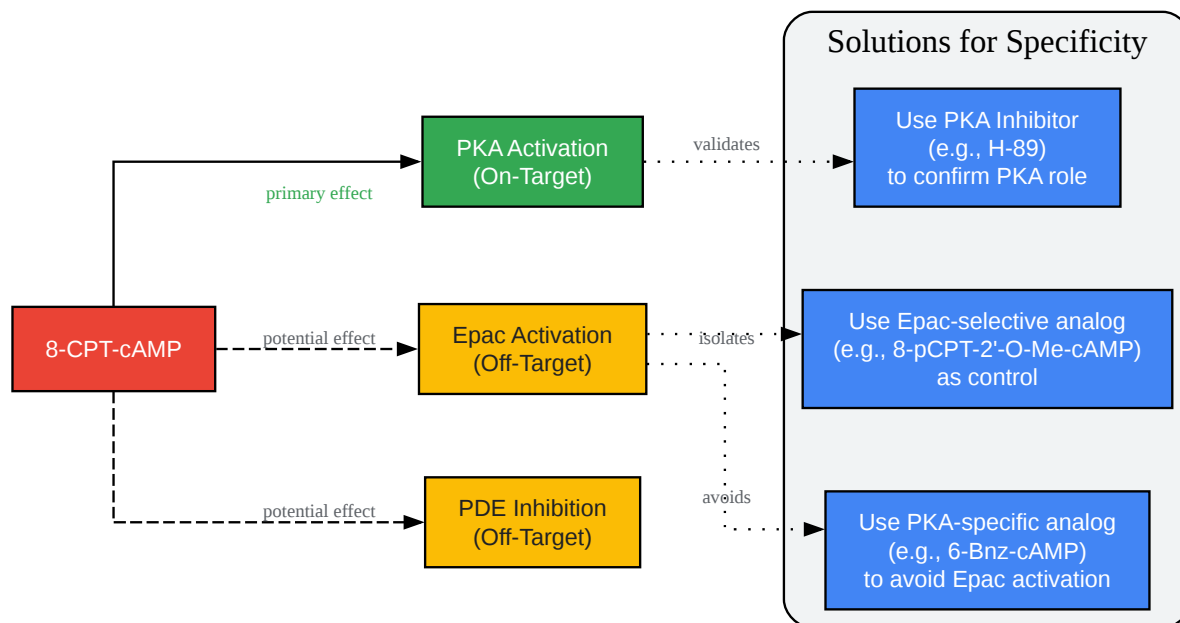 Solutions for Specificity
PKA Activation
(On-Target)
validates
Use PKA Inhibitor
(e.g., H-89)
to confirm PKA role
primary effect
8-CPT-cAMP
potential effect
Epac Activation
(Off-Target)
isolates
Use Epac-selective analog
(e.g., 8-pCPT-2'-O-Me-cAMP)
as control
potential effect
PDE Inhibition
(Off-Target)
avoids
Use PKA-specific analog
(e.g., 6-Bnz-cAMP)
to avoid Epac activation